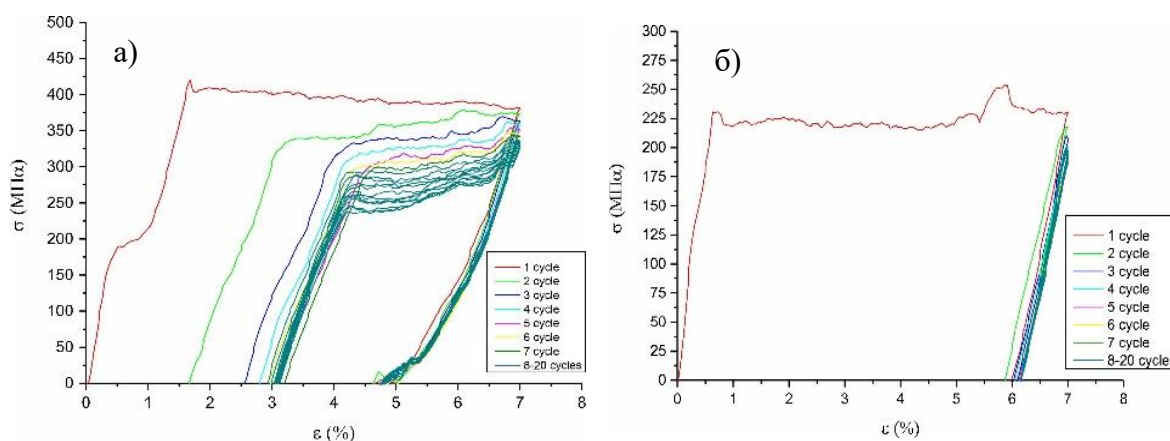 а)
500
450
400
350
300
250
200
150
100
50
0
σ (МΠα)
1 cycle
2 cycle
3 cycle
4 cycle
5 cycle
6 cycle
7 cycle
8-20 cycles
0 1 2 3 4 5 6 7 8
ε (%)
б)
300
275
250
225
200
175
150
125
100
75
50
25
0
σ (МΠα)
1 cycle
2 cycle
3 cycle
4 cycle
5 cycle
6 cycle
7 cycle
8-20 cycles
0 1 2 3 4 5 6 7 8
ε (%)